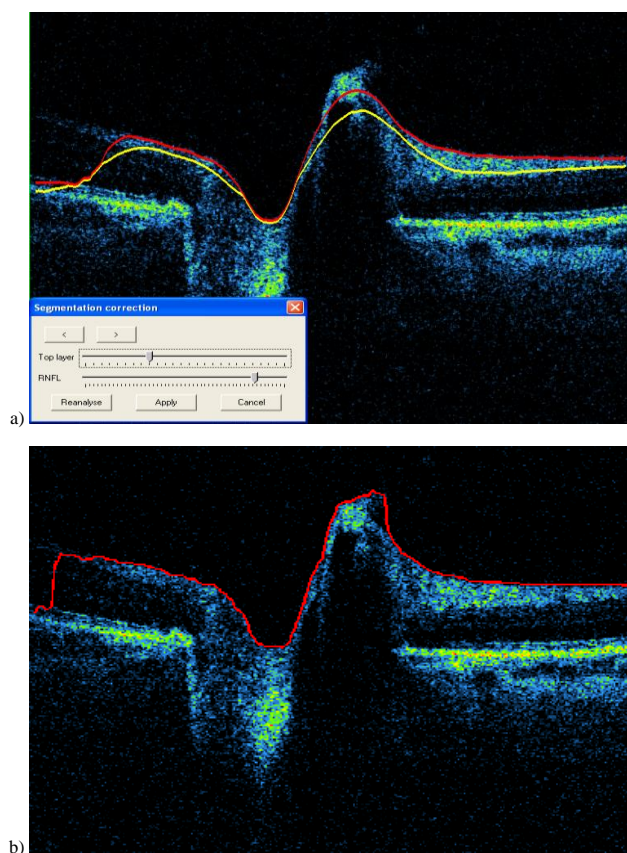 Segmentation correction
< >
Top layer
RNFL
Reanalyse Apply Cancel
a)
b)